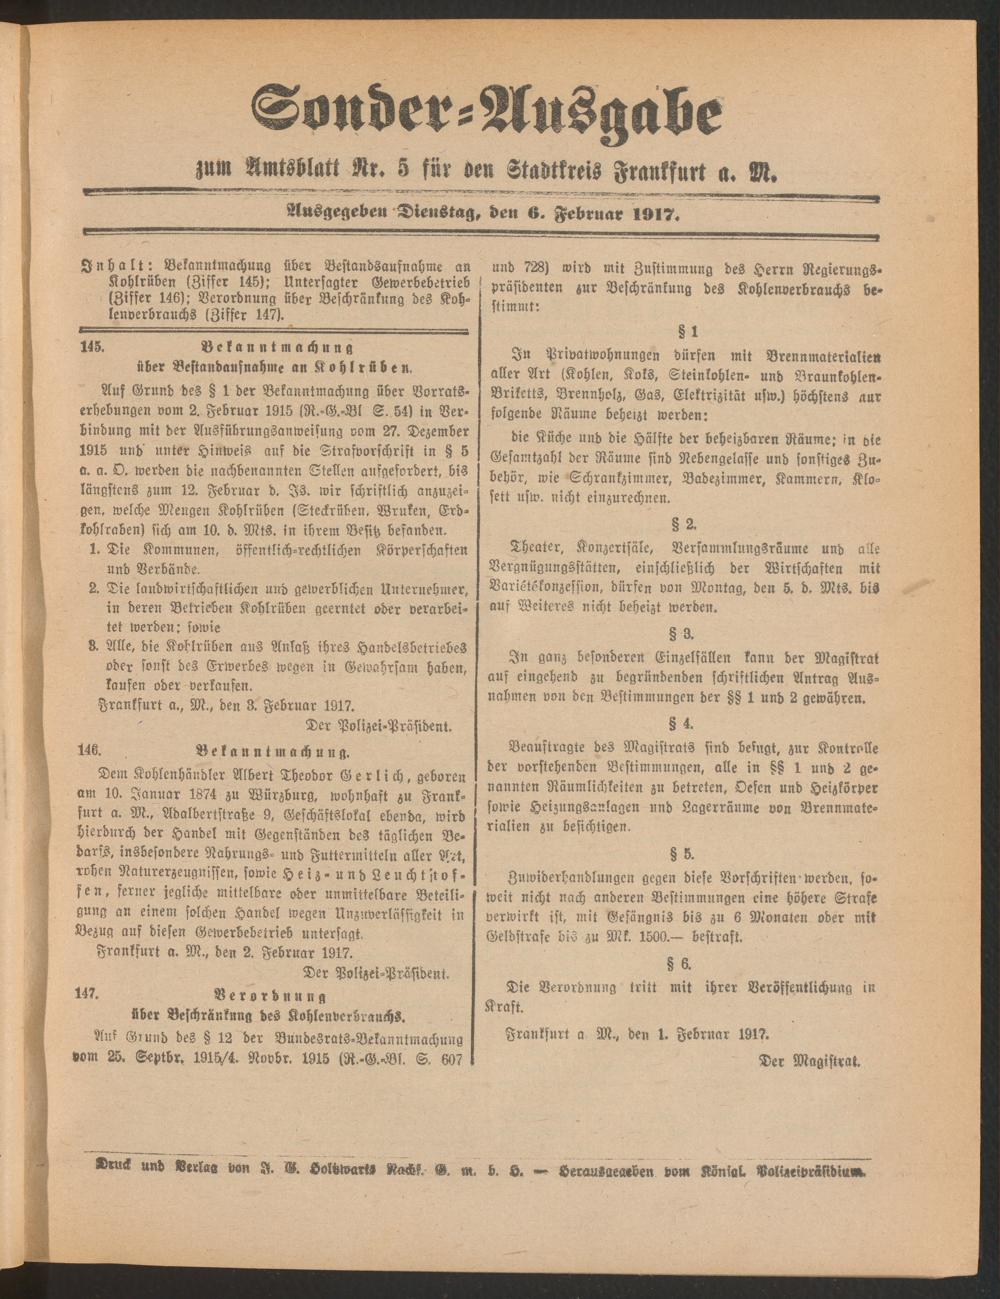 Sonder=Ausgabe
zum Amtsblatt Nr. 5 für den Stadtkreis Frankfurt a. M.
Ausgegeben Dienstag, den 6. Februar 1917.
Inhalt: Bekanntmachung über Bestandsaufnahme an
Kohlrüben (Ziffer 145); Untersagter Gewerbebetrieb
(Ziffer 146); Verordnung über Beschränkung des Koh-
lenverbrauchs (Ziffer 147).
145. Bekanntmachung
über Bestandaufnahme an Kohlrüben.
Auf Grund des § 1 der Bekanntmachung über Vorrats-
erhebungen vom 2. Februar 1915 (R.-G.-Bl S. 54) in Ver-
bindung mit der Ausführungsanweisung vom 27. Dezember
1915 und unter Hinweis auf die Strafvorschrift in § 5
a. a. O. werden die nachbenannten Stellen aufgefordert, bis
längstens zum 12. Februar d. Js. mir schriftlich anzuzei-
gen, welche Mengen Kohlrüben (Steckrüben, Wruken, Erd-
kohlraben) sich am 10. d. Mts. in ihrem Besitz befanden.
1. Die Kommunen, öffentlich-rechtlichen Körperschaften
und Verbände.
2. Die landwirtschaftlichen und gewerblichen Unternehmer,
in deren Betrieben Kohlrüben geerntet oder verarbei-
tet werden; sowie
3. Alle, die Kohlrüben aus Anlaß ihres Handelsbetriebes
oder sonst des Erwerbes wegen in Gewahrsam haben,
kaufen oder verkaufen.
Frankfurt a., M., den 3. Februar 1917.
Der Polizei-Präsident.
146. Bekanntmachung.
Dem Kohlenhändler Albert Theodor Gerlich, geboren
am 10. Januar 1874 zu Würzburg, wohnhaft zu Frank-
furt a. M., Adalbertstraße 9, Geschäftslokal ebenda, wird
hierdurch der Handel mit Gegenständen des täglichen Be-
darfs, insbesondere Nahrungs- und Futtermitteln aller Art,
rohen Naturerzeugnissen, sowie Heiz- und Leuchtstof-
fen, ferner jegliche mittelbare oder unmittelbare Beteili-
gung an einem solchen Handel wegen Unzuverlässigkeit in
Bezug auf diesen Gewerbebetrieb untersagt.
Frankfurt a. M., den 2. Februar 1917.
Der Polizei-Präsident.
147. Verordnung
über Beschränkung des Kohlenverbrauchs.
Auf Grund des § 12 der Bundesrats-Bekanntmachung
vom 25. Septbr. 1915/4. Novbr. 1915 (R.-G.-Bl. S. 607
und 728) wird mit Zustimmung des Herrn Regierungs-
präsidenten zur Beschränkung des Kohlenverbrauchs be-
stimmt:
§ 1
In Privatwohnungen dürfen mit Brennmaterialien
aller Art (Kohlen, Koks, Steinkohlen- und Braunkohlen-
Briketts, Brennholz, Gas, Elektrizität usw.) höchstens nur
folgende Räume beheizt werden:
die Küche und die Hälfte der beheizbaren Räume; in die
Gesamtzahl der Räume sind Nebengelasse und sonstiges Zu-
behör, wie Schrankzimmer, Badezimmer, Kammern, Klo-
sett usw. nicht einzurechnen.
§ 2.
Theater, Konzertsäle, Versammlungsräume und alle
Vergnügungsstätten, einschließlich der Wirtschaften mit
Variétékonzession, dürfen von Montag, den 5. d. Mts. bis
auf Weiteres nicht beheizt werden.
§ 3.
In ganz besonderen Einzelfällen kann der Magistrat
auf eingehend zu begründenden schriftlichen Antrag Aus-
nahmen von den Bestimmungen der §§ 1 und 2 gewähren.
§ 4.
Beauftragte des Magistrats sind befugt, zur Kontrolle
der vorstehenden Bestimmungen, alle in §§ 1 und 2 ge-
nannten Räumlichkeiten zu betreten, Oefen und Heizkörper
sowie Heizungsanlagen und Lagerräume von Brennmate-
rialien zu besichtigen.
§ 5.
Zuwiderhandlungen gegen diese Vorschriften werden, so-
weit nicht nach anderen Bestimmungen eine höhere Strafe
verwirkt ist, mit Gefängnis bis zu 6 Monaten oder mit
Geldstrafe bis zu Mk. 1500.— bestraft.
§ 6.
Die Verordnung tritt mit ihrer Veröffentlichung in
Kraft.
Frankfurt a M., den 1. Februar 1917.
Der Magistrat.
Druck und Verlag von J. G. Holtzwarts Nachf. G. m. b. H. — Herausgegeben vom Königl. Polizeipräsidium.